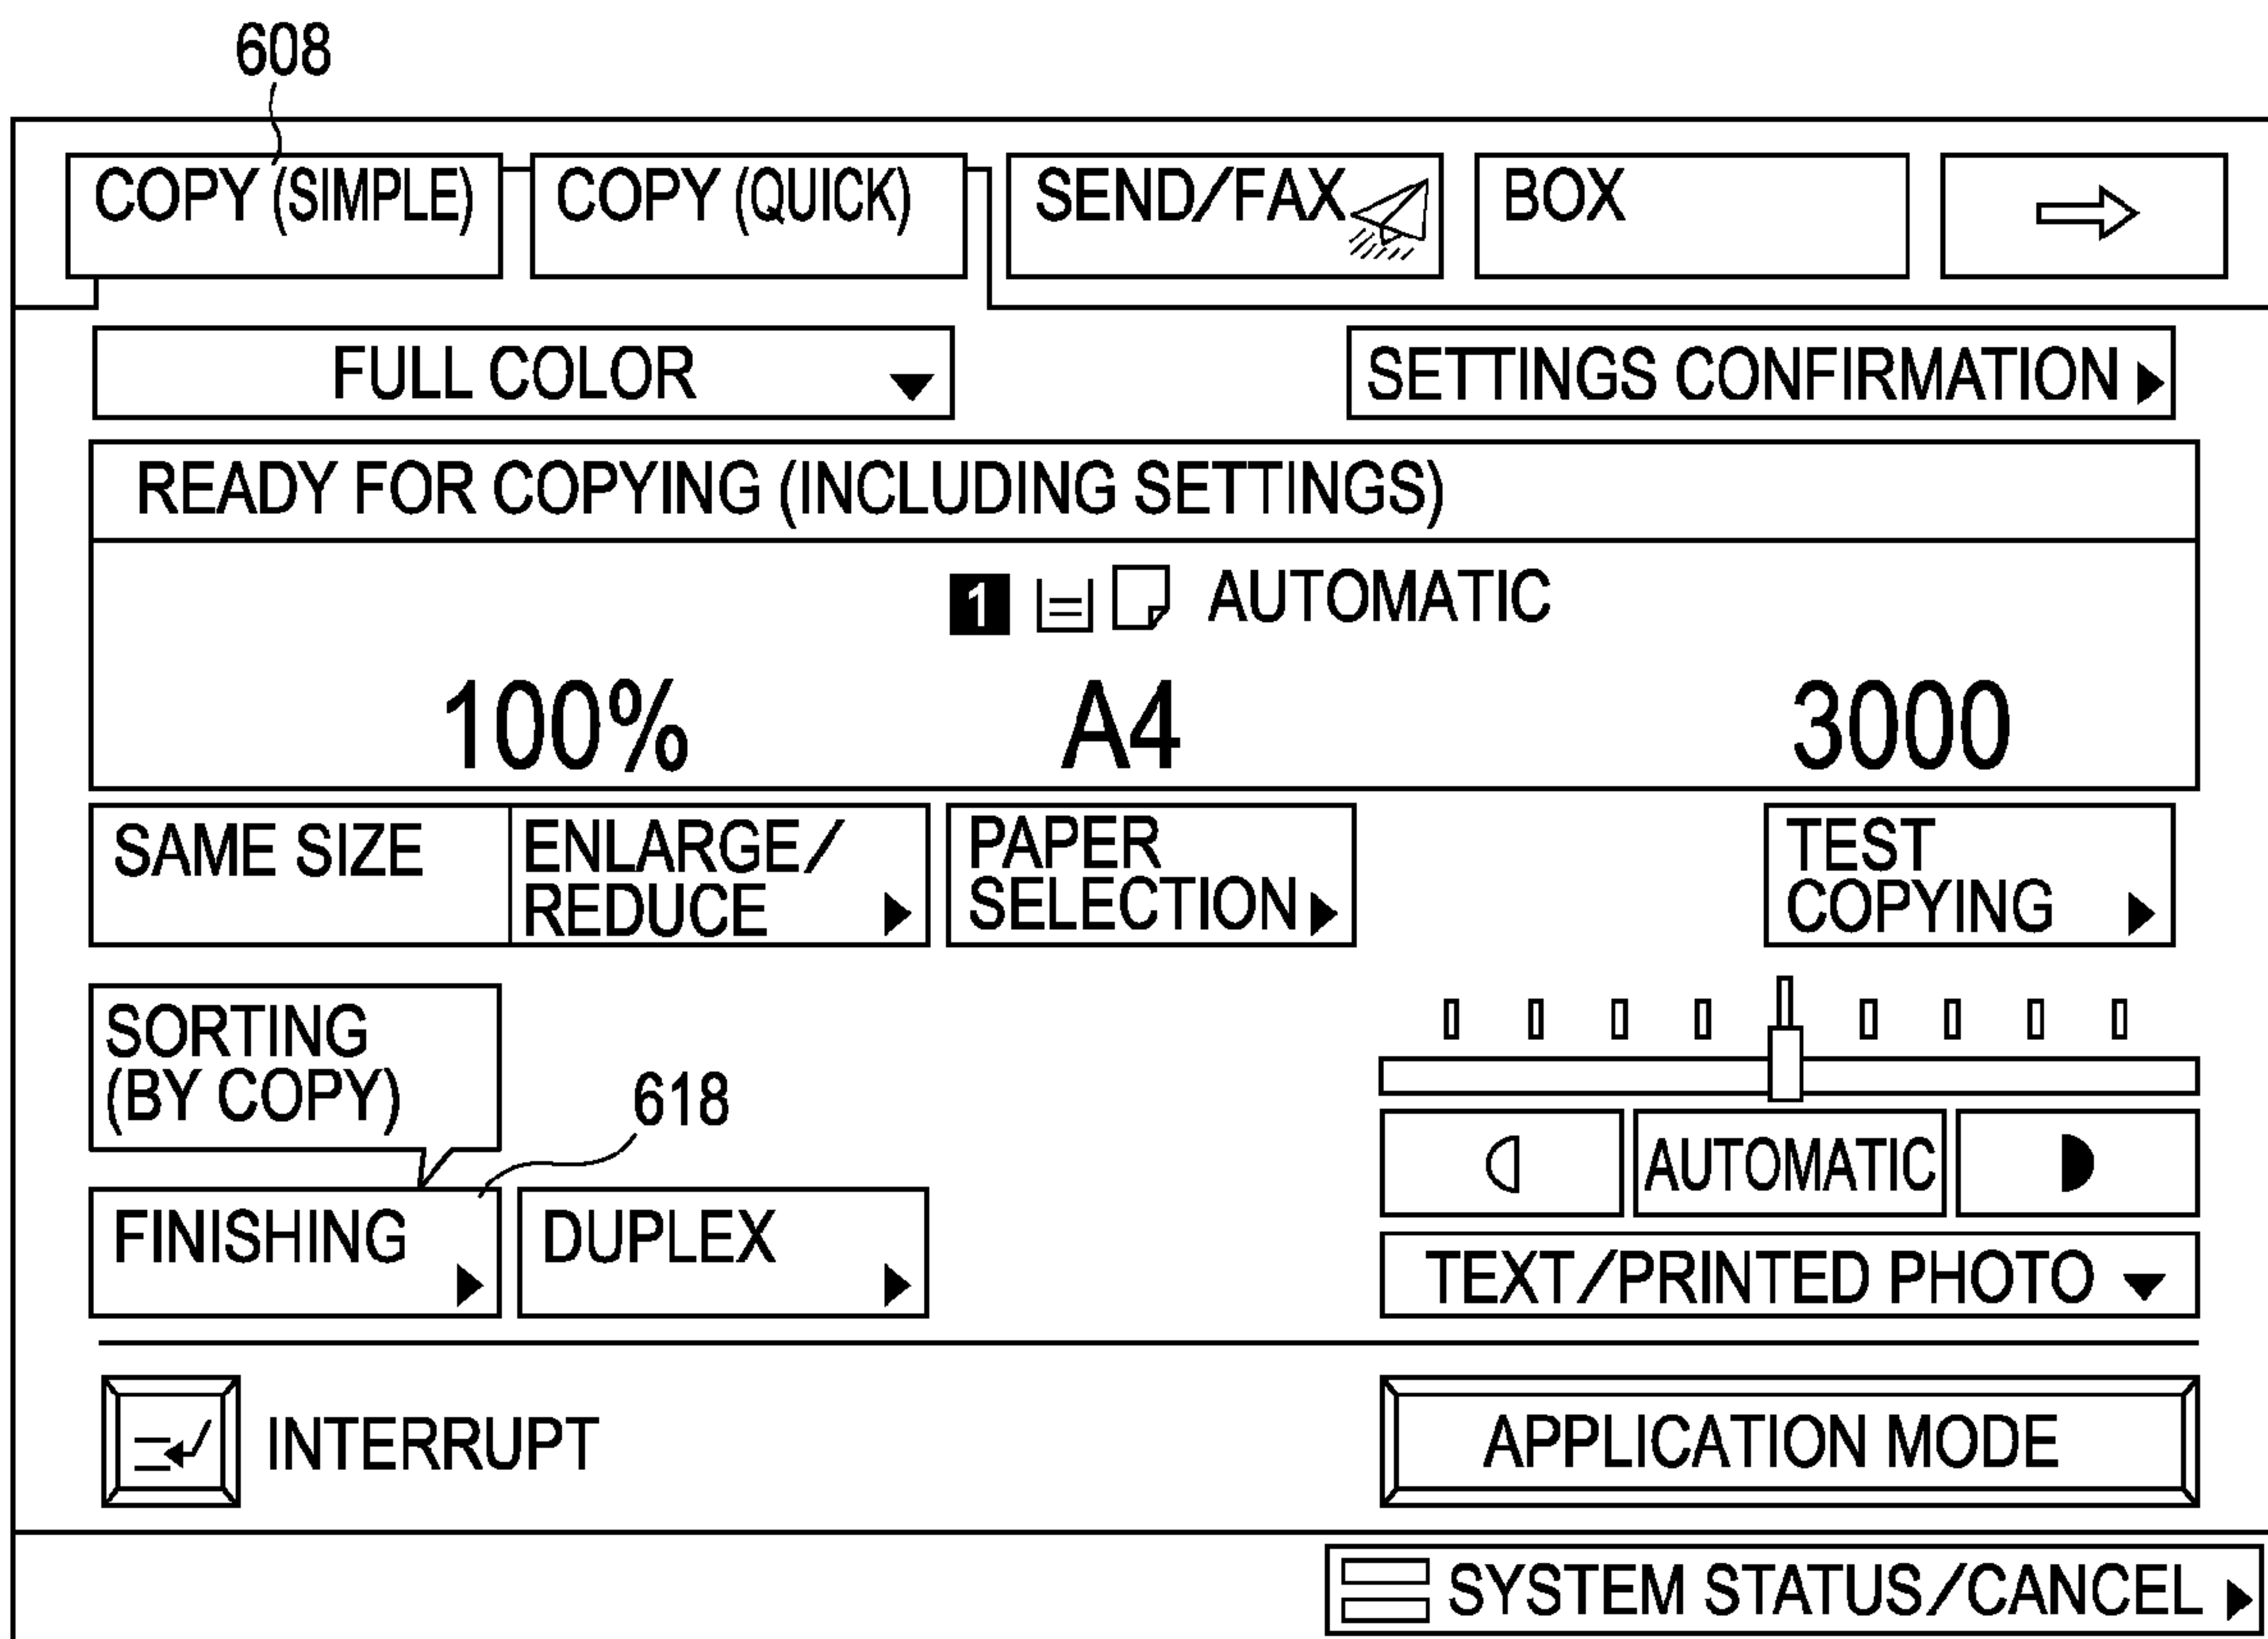 608
COPY (SIMPLE) COPY (QUICK) SEND/FAX BOX
FULL COLOR SETTINGS CONFIRMATION
READY FOR COPYING (INCLUDING SETTINGS)
1 AUTOMATIC
100% A4 3000
SAME SIZE
ENLARGE/
REDUCE
PAPER
SELECTION
TEST
COPYING
SORTING
(BY COPY)
618
FINISHING DUPLEX
AUTOMATIC
TEXT/PRINTED PHOTO
INTERRUPT APPLICATION MODE
SYSTEM STATUS/CANCEL